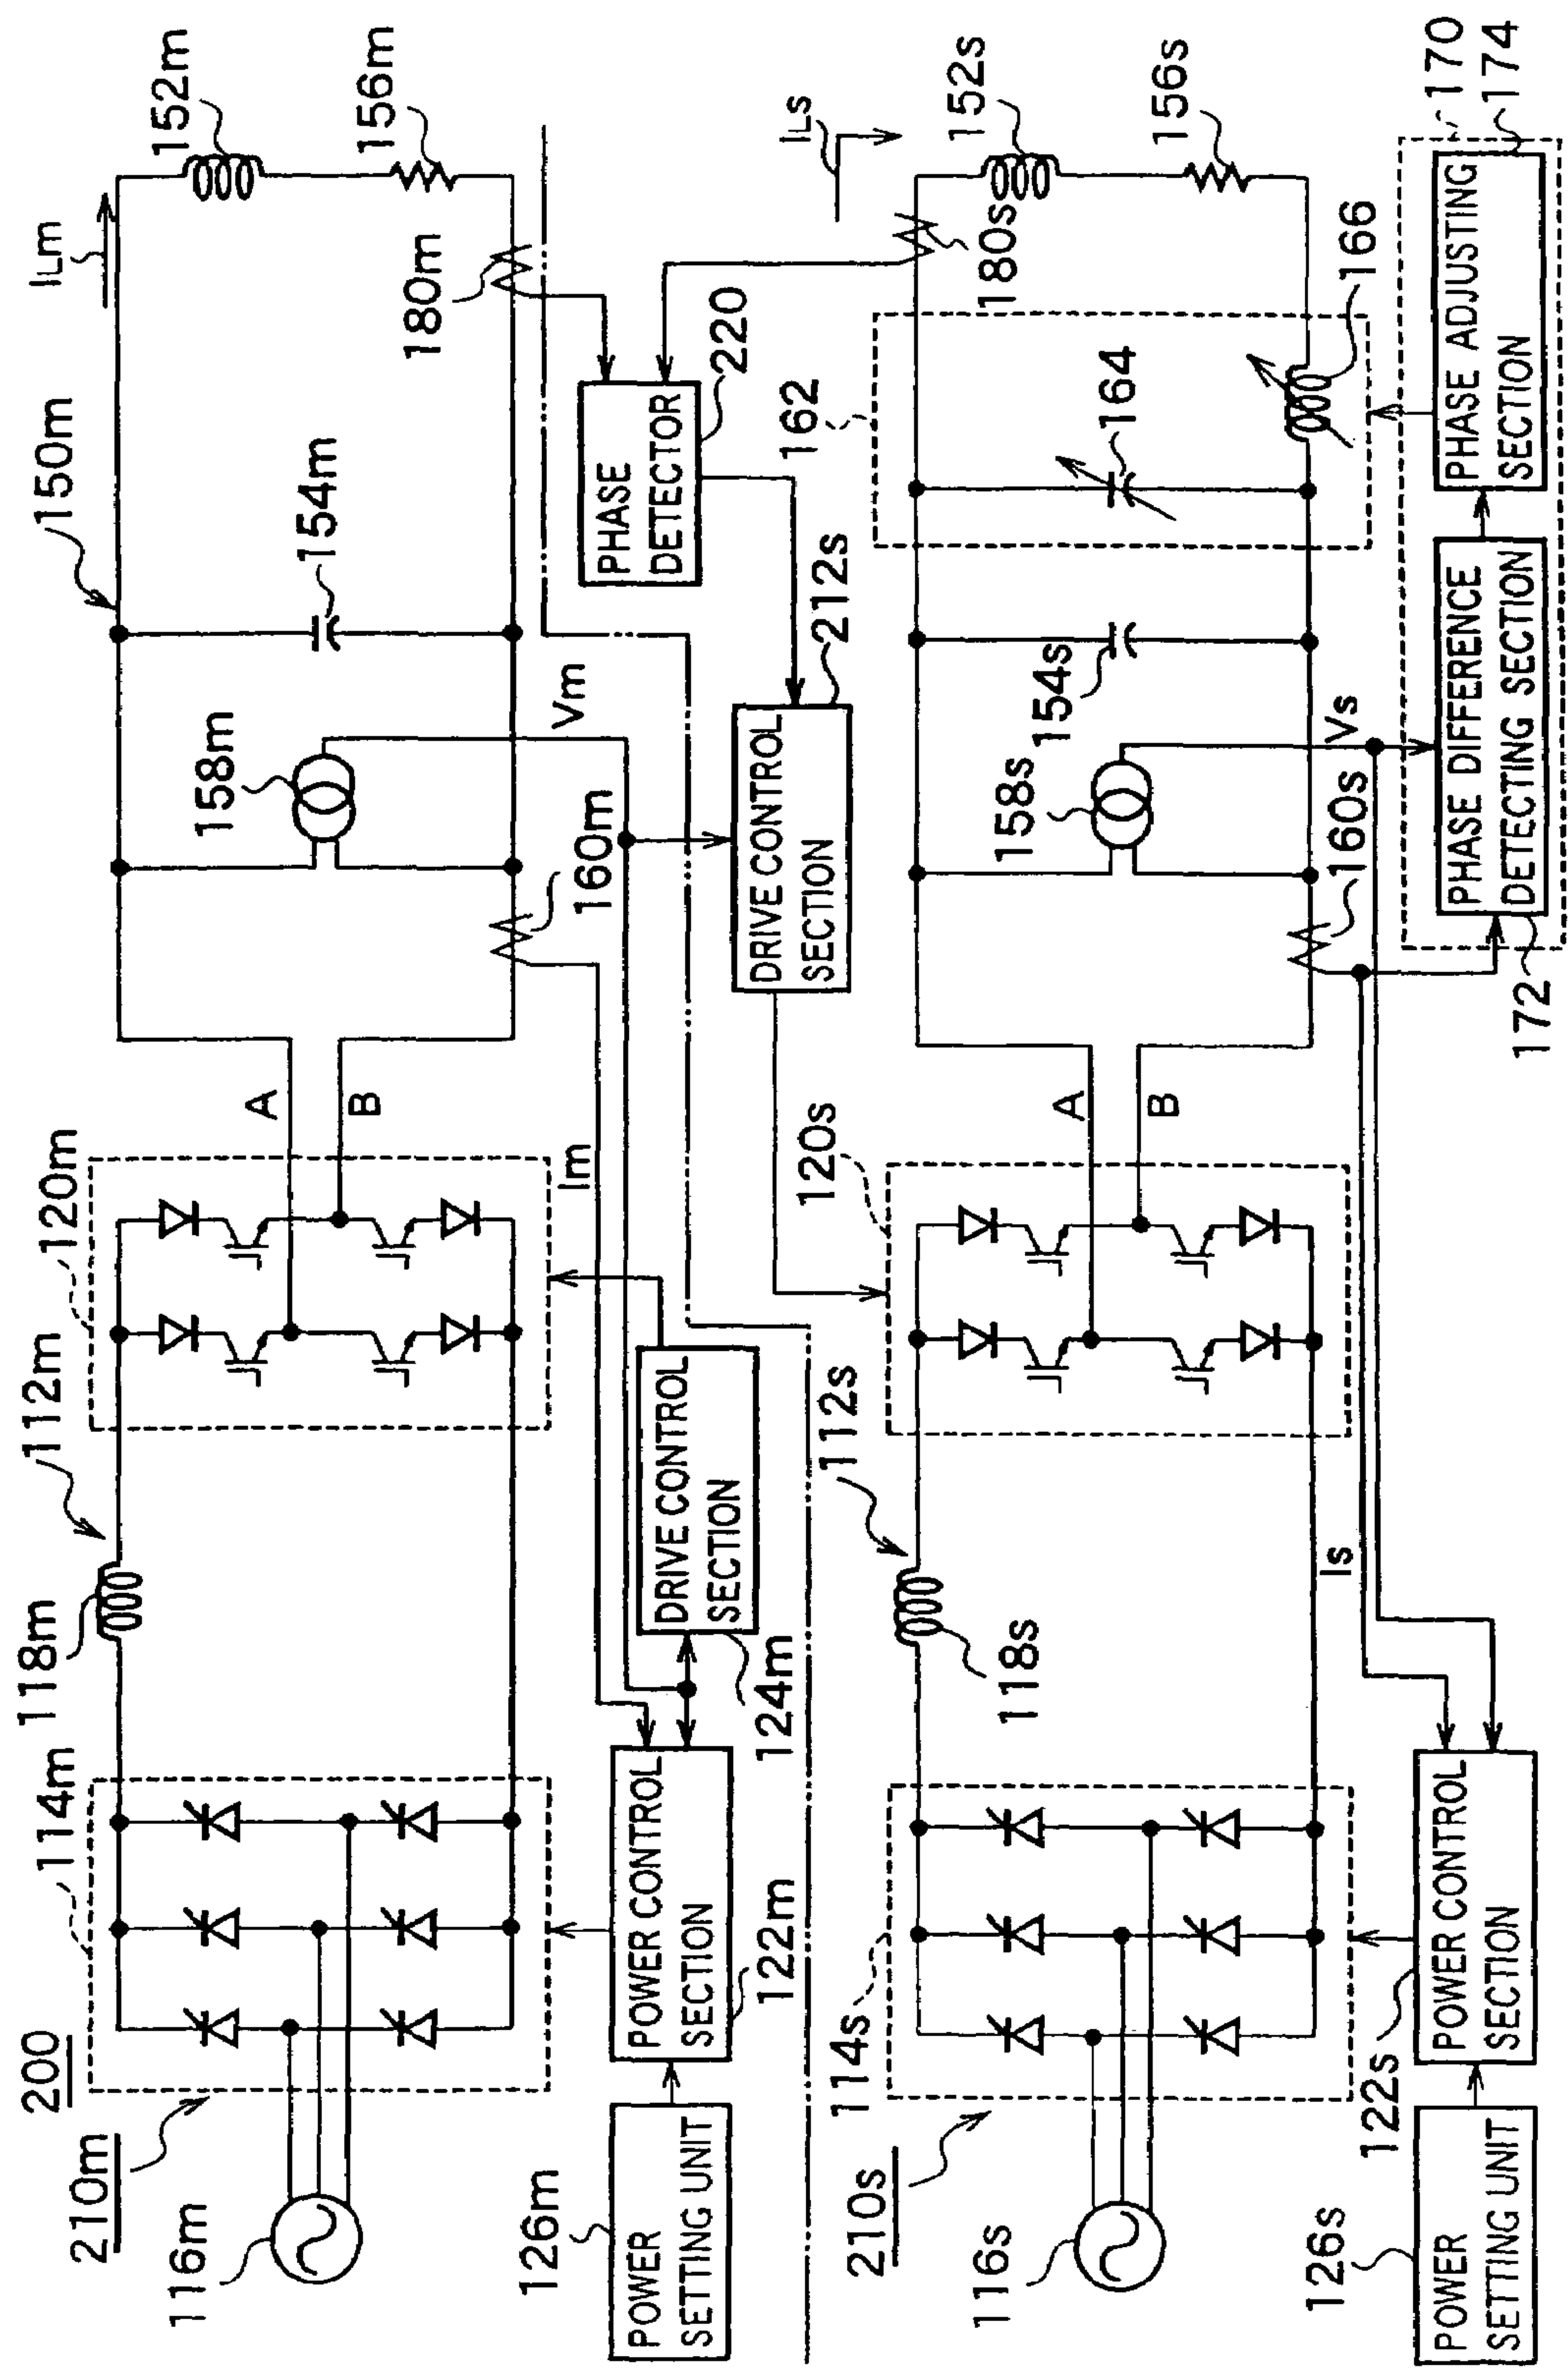 200
210m
116m
114m
118m
112m
120m
A
B
150m
158m
154m
ILm
152m
156m
180m
160m
Vm
Im
126m
POWER
SETTING UNIT
POWER CONTROL
SECTION
122m
124m
DRIVE CONTROL
SECTION
DRIVE CONTROL
SECTION
212s
PHASE
DETECTOR
220
210s
116s
114s
118s
112s
120s
A
B
158s
154s
162
164
166
180s
ILs
152s
156s
160s
Vs
Is
126s
POWER
SETTING UNIT
122s
POWER CONTROL
SECTION
172
PHASE DIFFERENCE
DETECTING SECTION
PHASE ADJUSTING
SECTION
170
174